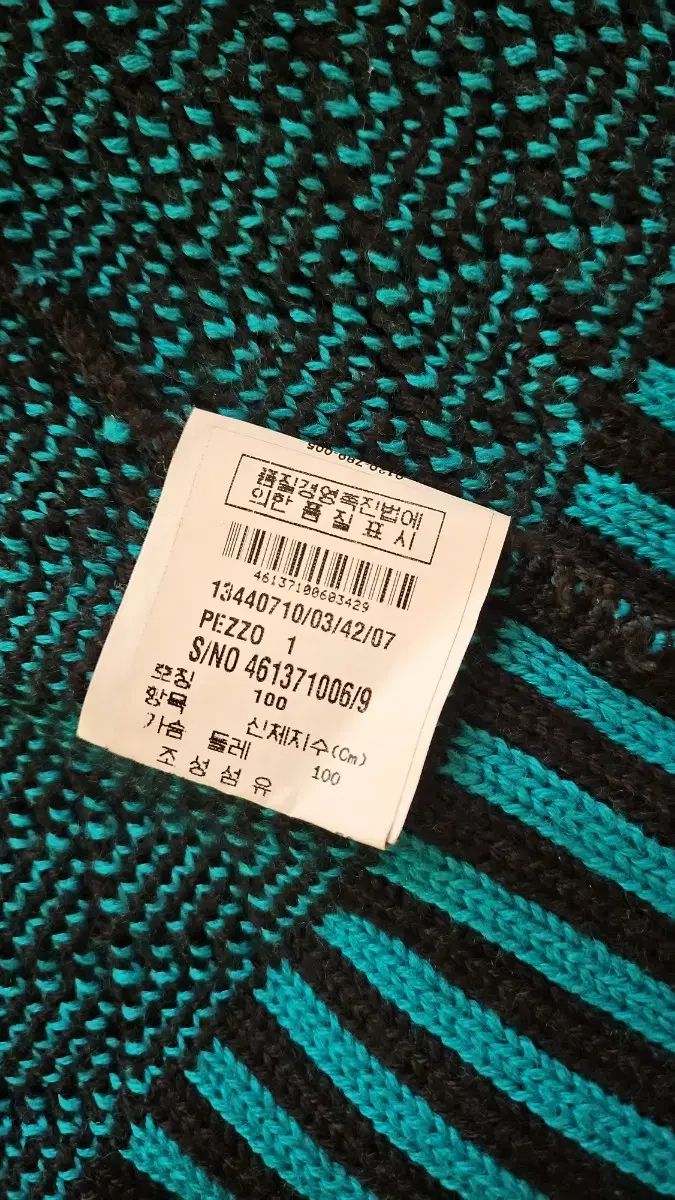 품질경영촉진법에
의한 품 질 표 시
46137100603429
13440710/03/42/07
PEZZO 1
S/NO 461371006/9
호칭 100
항목 신체지수(Cm)
가슴 둘레 100
조 성 섬 유